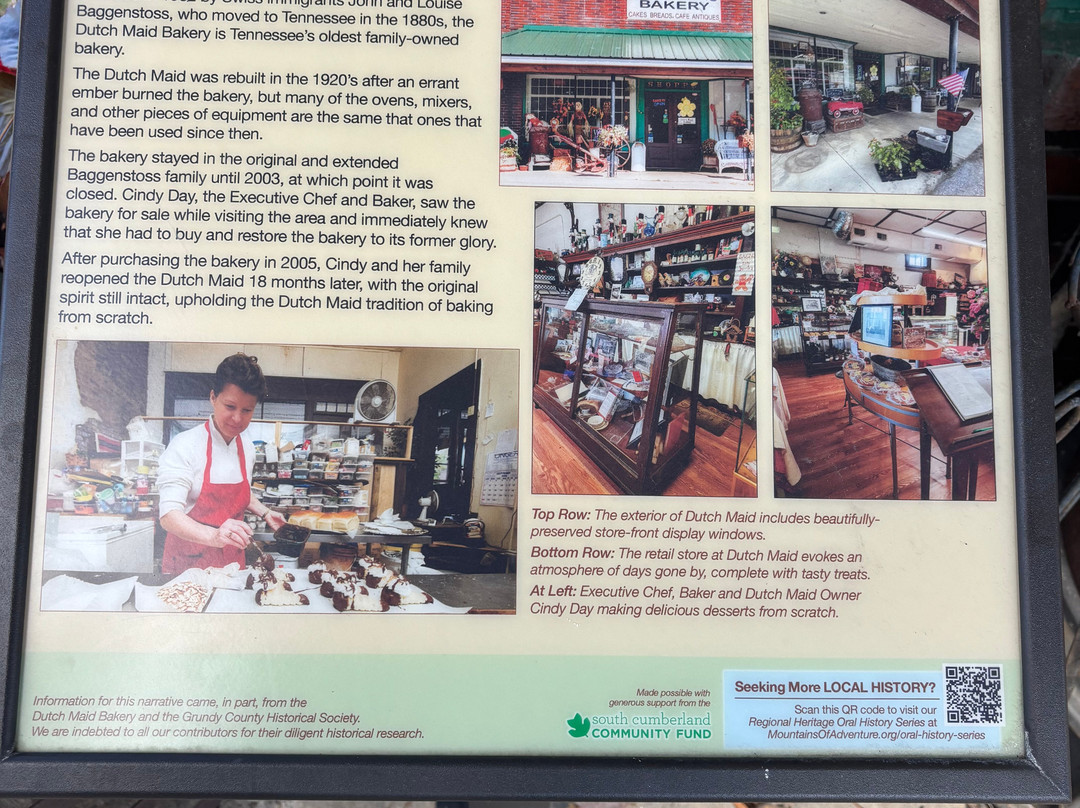 by Swiss immigrants John and Louise
Baggenstoss, who moved to Tennessee in the 1880s, the
Dutch Maid Bakery is Tennessee's oldest family-owned
bakery.
The Dutch Maid was rebuilt in the 1920's after an errant
ember burned the bakery, but many of the ovens, mixers,
and other pieces of equipment are the same that ones that
have been used since then.
The bakery stayed in the original and extended
Baggenstoss family until 2003, at which point it was
closed. Cindy Day, the Executive Chef and Baker, saw the
bakery for sale while visiting the area and immediately knew
that she had to buy and restore the bakery to its former glory.
After purchasing the bakery in 2005, Cindy and her family
reopened the Dutch Maid 18 months later, with the original
spirit still intact, upholding the Dutch Maid tradition of baking
from scratch.
BAKERY
CAKES BREADS CAFE ANTIQUES
SHOPPE
Top Row: The exterior of Dutch Maid includes beautifully-
preserved store-front display windows.
Bottom Row: The retail store at Dutch Maid evokes an
atmosphere of days gone by, complete with tasty treats.
At Left: Executive Chef, Baker and Dutch Maid Owner
Cindy Day making delicious desserts from scratch.
Information for this narrative came, in part, from the
Dutch Maid Bakery and the Grundy County Historical Society.
We are indebted to all our contributors for their diligent historical research.
Made possible with
generous support from the
south cumberland
COMMUNITY FUND
Seeking More LOCAL HISTORY?
Scan this QR code to visit our
Regional Heritage Oral History Series at
MountainsOfAdventure.org/oral-history-series